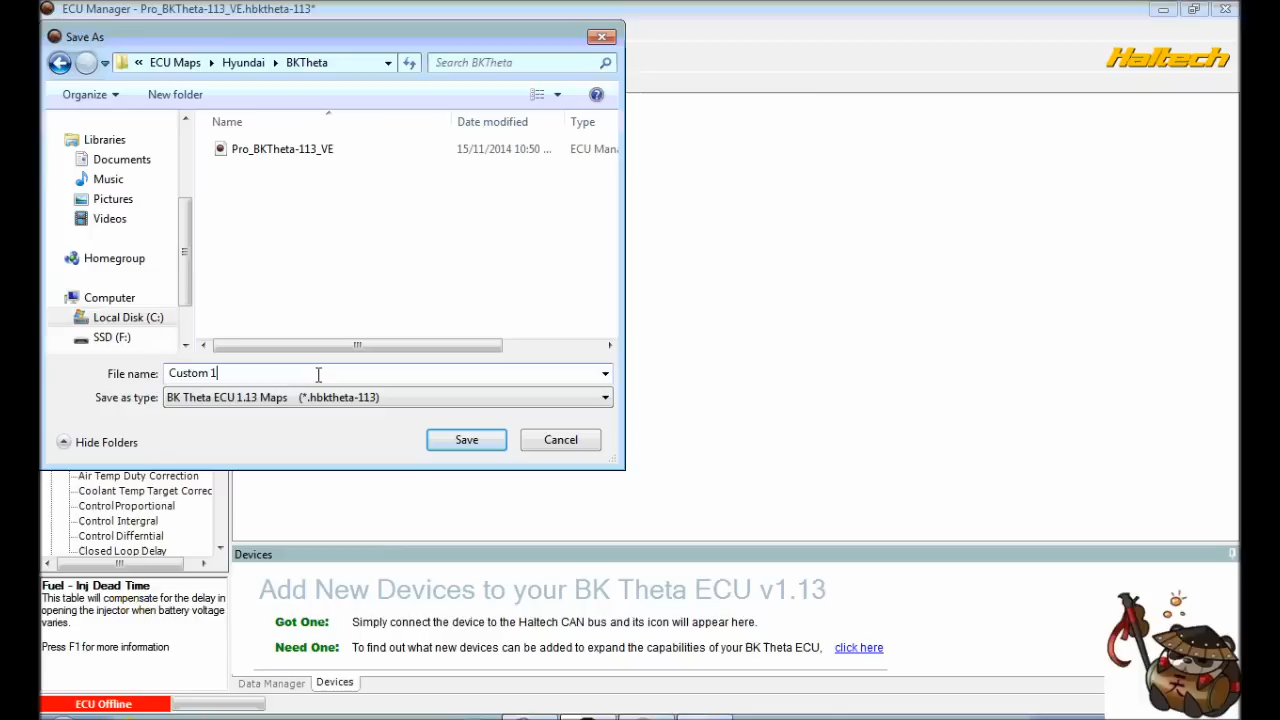 ECU Manager - Pro_BKTheta-113_VE.hbktheta-113*
Save As
« ECU Maps Hyundai BKTheta
Search BKTheta
Haltech
Organize New folder
Name Date modified Type
Libraries
Documents
Music
Pictures
Videos
Homegroup
Computer
Local Disk (C:)
SSD (F:)
Pro_BKTheta-113_VE 15/11/2014 10:50 ... ECU Mana
File name: Custom 1
Save as type: BK Theta ECU 1.13 Maps (*.hbktheta-113)
Hide Folders Save Cancel
Air Temp Duty Correction
Coolant Temp Target Correc
Control Proportional
Control Intergral
Control Differntial
Closed Loop Delay
Fuel - Inj Dead Time
This table will compensate for the delay in
opening the injector when battery voltage
varies.
Press F1 for more information
ECU Offline
Devices
Add New Devices to your BK Theta ECU v1.13
Got One: Simply connect the device to the Haltech CAN bus and its icon will appear here.
Need One: To find out what new devices can be added to expand the capabilities of your BK Theta ECU, click here
Data Manager Devices
天